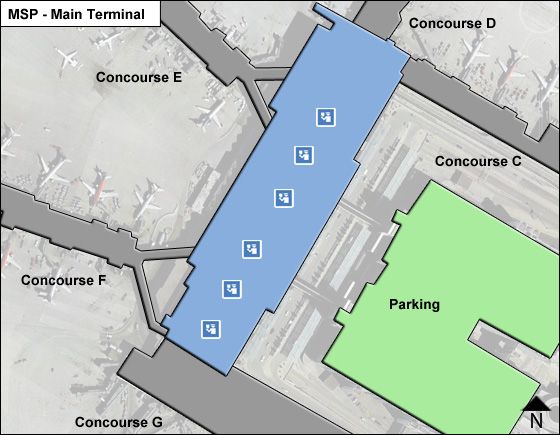 MSP - Main Terminal
Concourse D
Concourse E
Concourse C
Concourse F
Parking
Concourse G
N